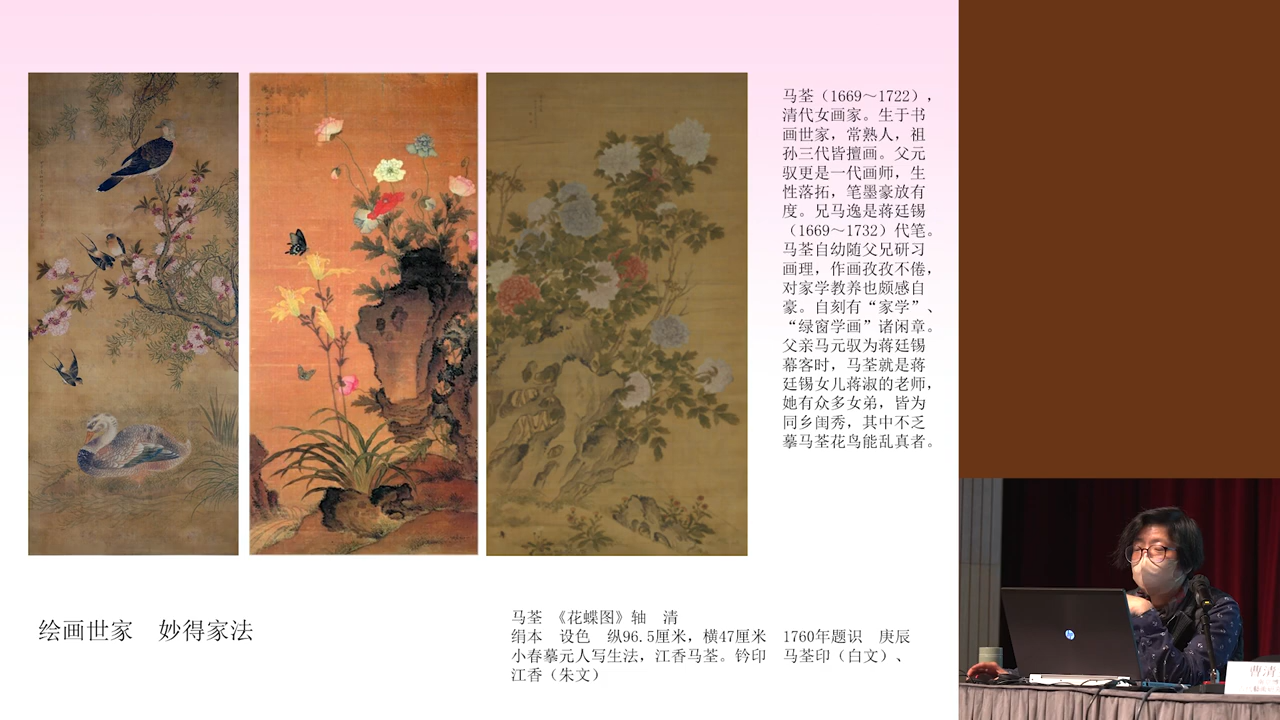 马荃（1669～1722），
清代女画家。生于书
画世家，常熟人，祖
孙三代皆擅画。父元
驭更是一代画师，生
性落拓，笔墨豪放有
度。兄马逸是蒋廷锡
（1669～1732）代笔。
马荃自幼随父兄研习
画理，作画孜孜不倦，
对家学教养也颇感自
豪。自刻有“家学”、
“绿窗学画”诸闲章。
父亲马元驭为蒋廷锡
幕客时，马荃就是蒋
廷锡女儿蒋淑的老师，
她有众多女弟，皆为
同乡闺秀，其中不乏
摹马荃花鸟能乱真者。
绘画世家 妙得家法
马荃 《花蝶图》轴 清
绢本 设色 纵96.5厘米，横47厘米 1760年题识 庚辰
小春摹元人写生法，江香马荃。钤印 马荃印（白文）、
江香（朱文）
曹清